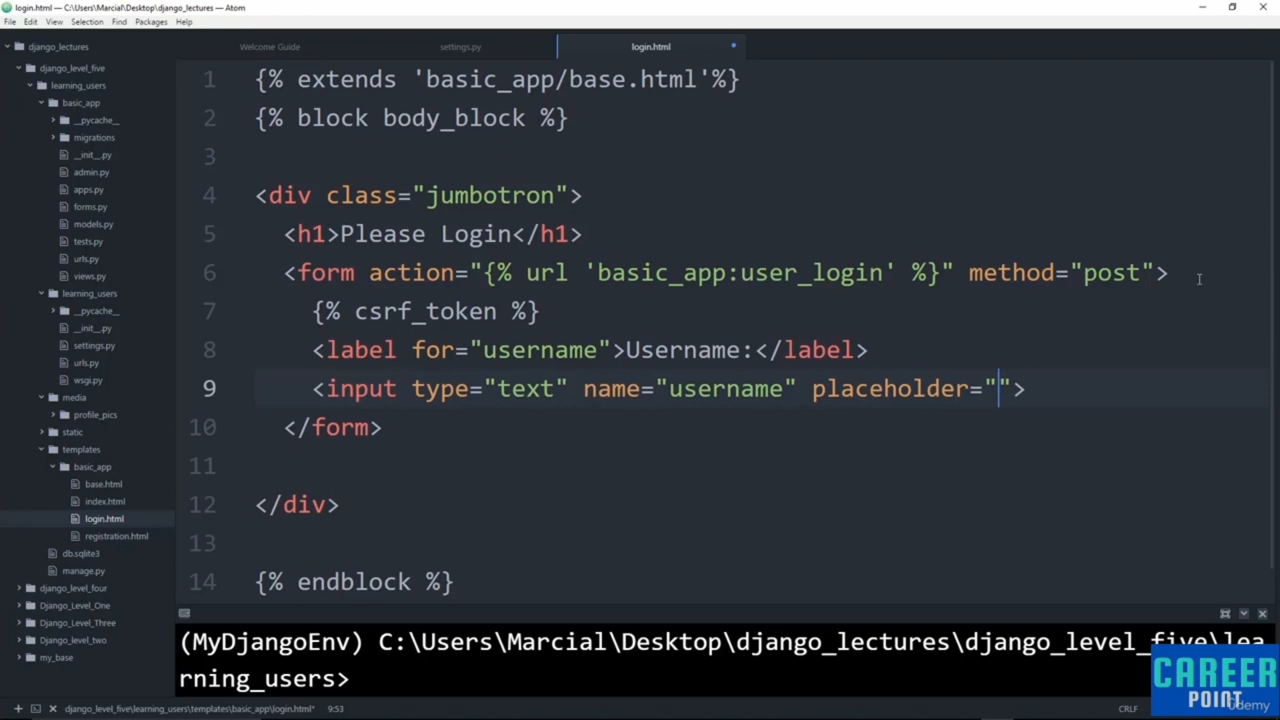 login.html — C:\Users\Marcial\Desktop\django_lectures — Atom
File Edit View Selection Find Packages Help
django_lectures
django_level_five
learning_users
basic_app
__pycache__
migrations
__init__.py
admin.py
apps.py
forms.py
models.py
tests.py
urls.py
views.py
learning_users
__pycache__
__init__.py
settings.py
urls.py
wsgi.py
media
profile_pics
static
templates
basic_app
base.html
index.html
login.html
registration.html
db.sqlite3
manage.py
django_level_four
Django_Level_One
Django_Level_Three
Django_level_two
my_base
Welcome Guide settings.py login.html
1 {% extends 'basic_app/base.html'%}
2 {% block body_block %}
3
4 <div class="jumbotron">
5 <h1>Please Login</h1>
6 <form action="{% url 'basic_app:user_login' %}" method="post">
7 {% csrf_token %}
8 <label for="username">Username:</label>
9 <input type="text" name="username" placeholder="">
10 </form>
11
12 </div>
13
14 {% endblock %}
(MyDjangoEnv) C:\Users\Marcial\Desktop\django_lectures\django_level_five\lea
rning_users>
django_level_five\learning_users\templates\basic_app\login.html* 9:53 CRLF
CAREER
POINT
Udemy